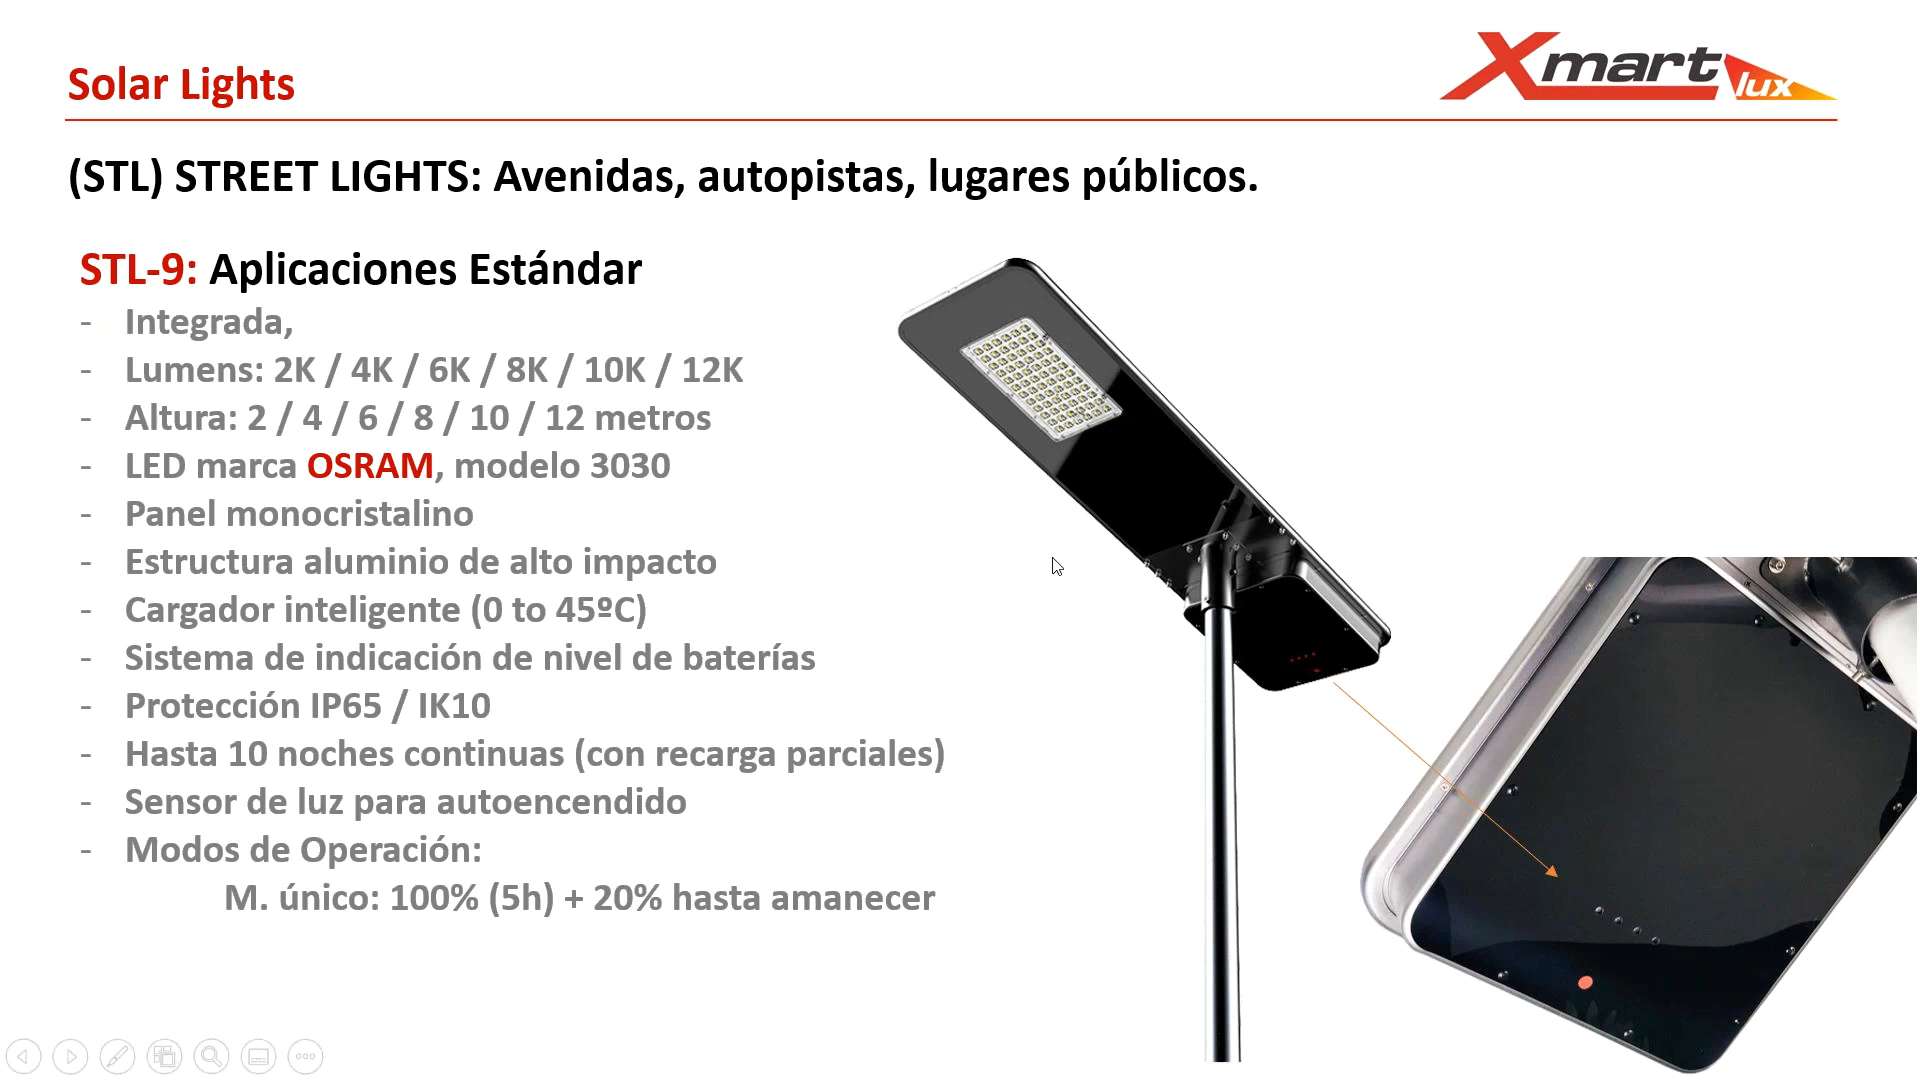 Solar Lights
Xmart lux
(STL) STREET LIGHTS: Avenidas, autopistas, lugares públicos.
STL-9: Aplicaciones Estándar
- Integrada,
- Lumens: 2K / 4K / 6K / 8K / 10K / 12K
- Altura: 2 / 4 / 6 / 8 / 10 / 12 metros
- LED marca OSRAM, modelo 3030
- Panel monocristalino
- Estructura aluminio de alto impacto
- Cargador inteligente (0 to 45ºC)
- Sistema de indicación de nivel de baterías
- Protección IP65 / IK10
- Hasta 10 noches continuas (con recarga parciales)
- Sensor de luz para autoencendido
- Modos de Operación:
M. único: 100% (5h) + 20% hasta amanecer